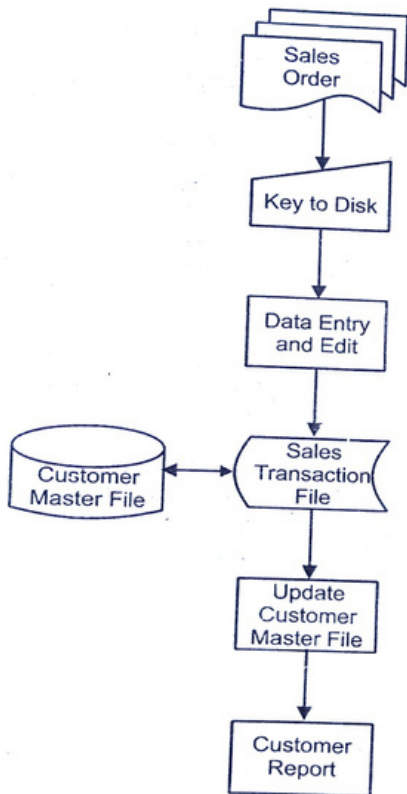 Sales
Order
Key to Disk
Data Entry
and Edit
Customer
Master File
Sales
Transaction
File
Update
Customer
Master File
Customer
Report